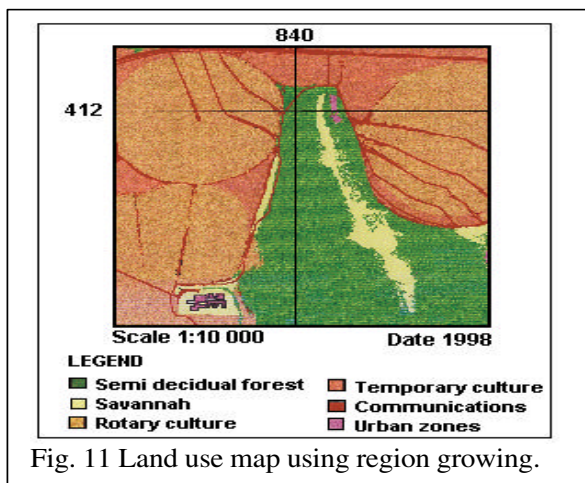 840
412
Scale 1:10 000 Date 1998
LEGEND
Semi decidual forest Temporary culture
Savannah Communications
Rotary culture Urban zones
Fig. 11 Land use map using region growing.